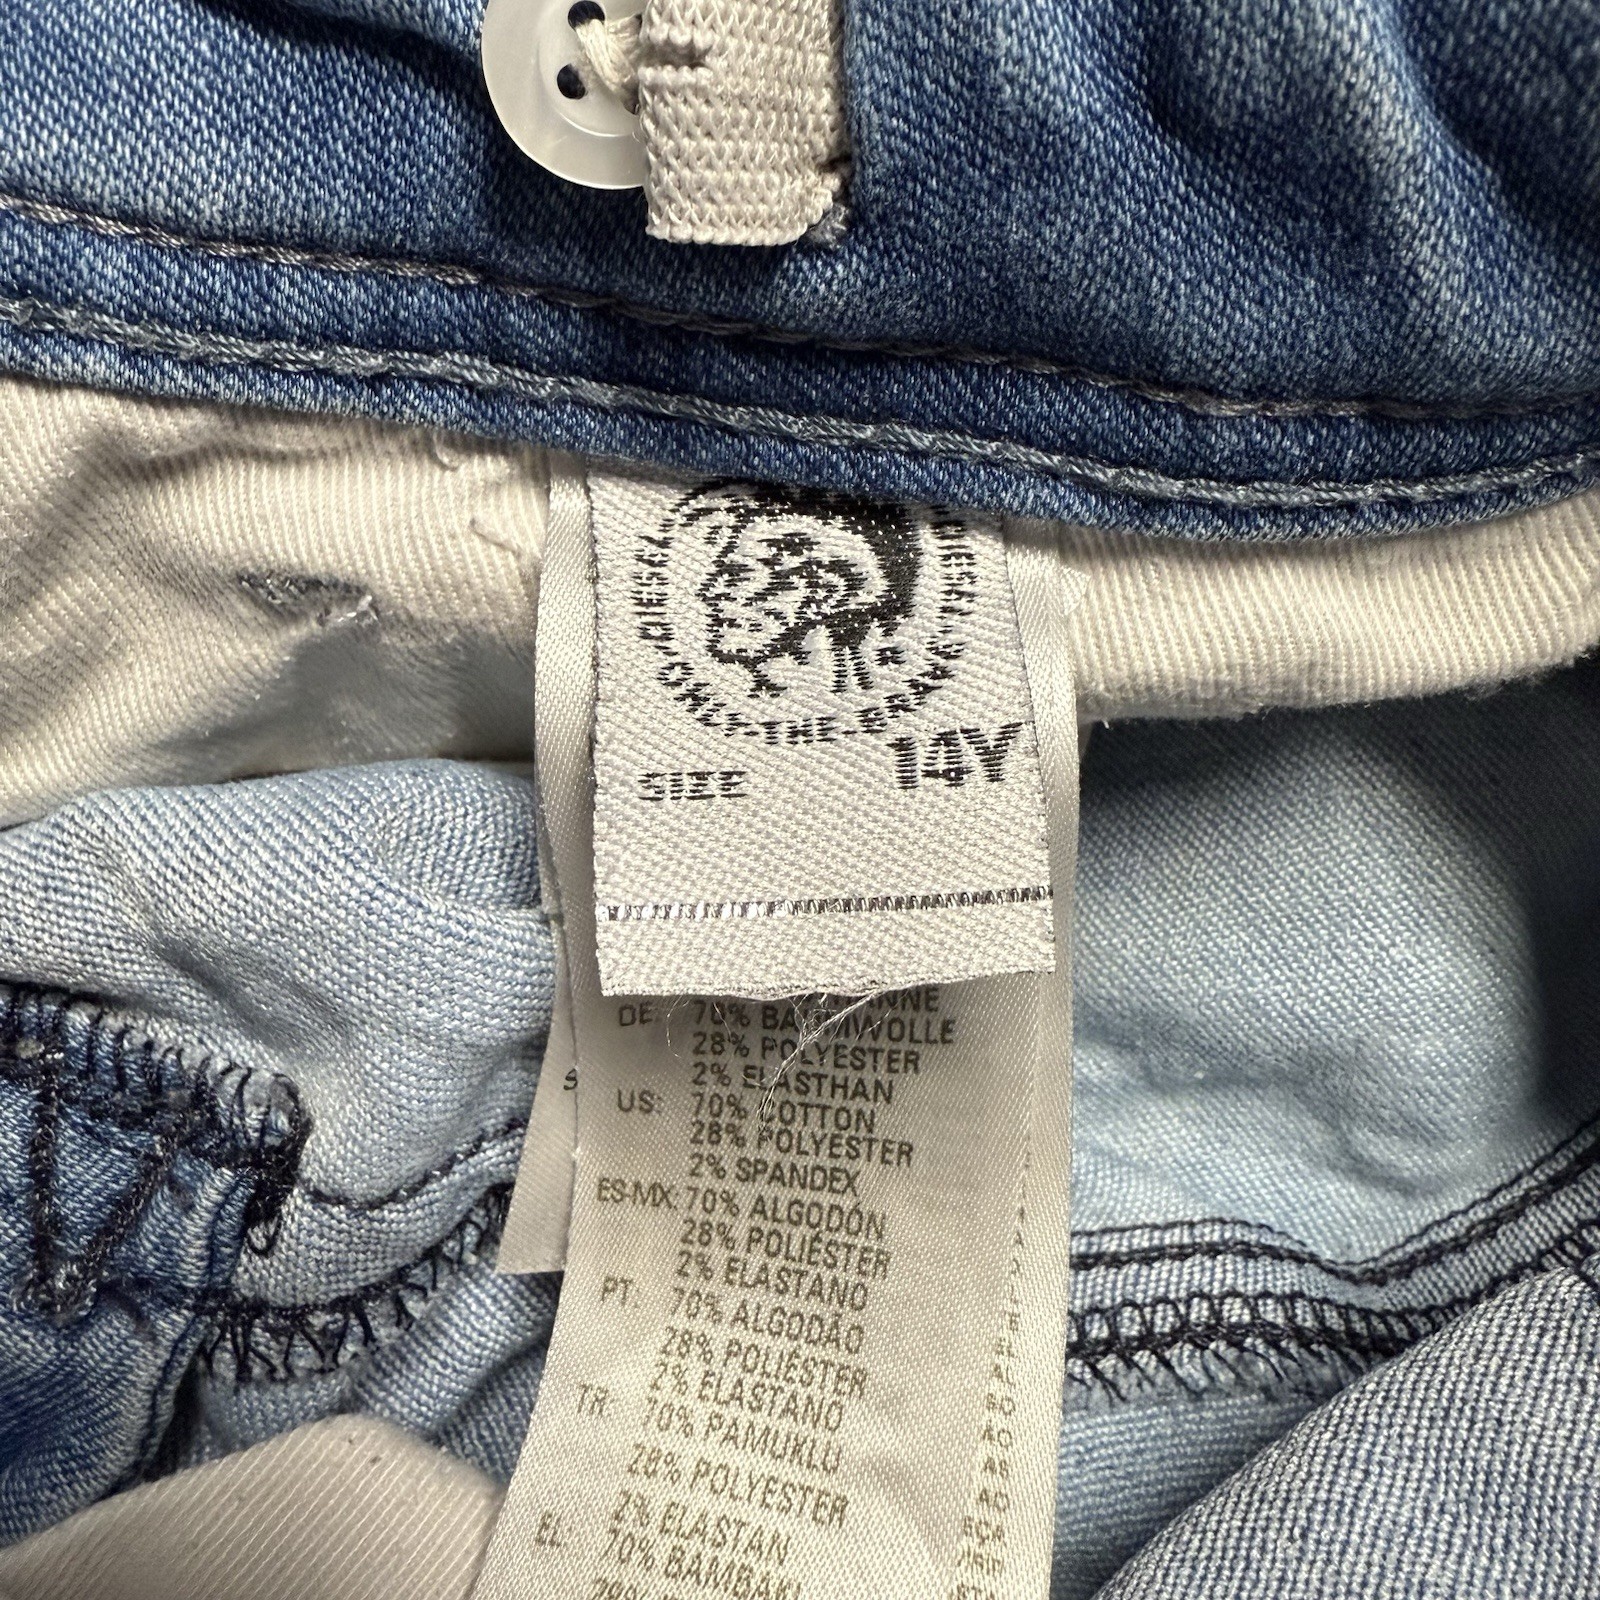 DIESEL
ONLY-THE-BRAVE
DIESEL
SIZE 14Y
DE: 70% BAUMWOLLE
28% POLYESTER
2% ELASTHAN
US: 70% COTTON
28% POLYESTER
2% SPANDEX
ES-MX: 70% ALGODÓN
28% POLIÉSTER
2% ELASTANO
PT: 70% ALGODÃO
28% POLIÉSTER
2% ELASTANO
TR: 70% PAMUKLU
28% POLYESTER
2% ELASTAN
EL: 70% BAMBAKI